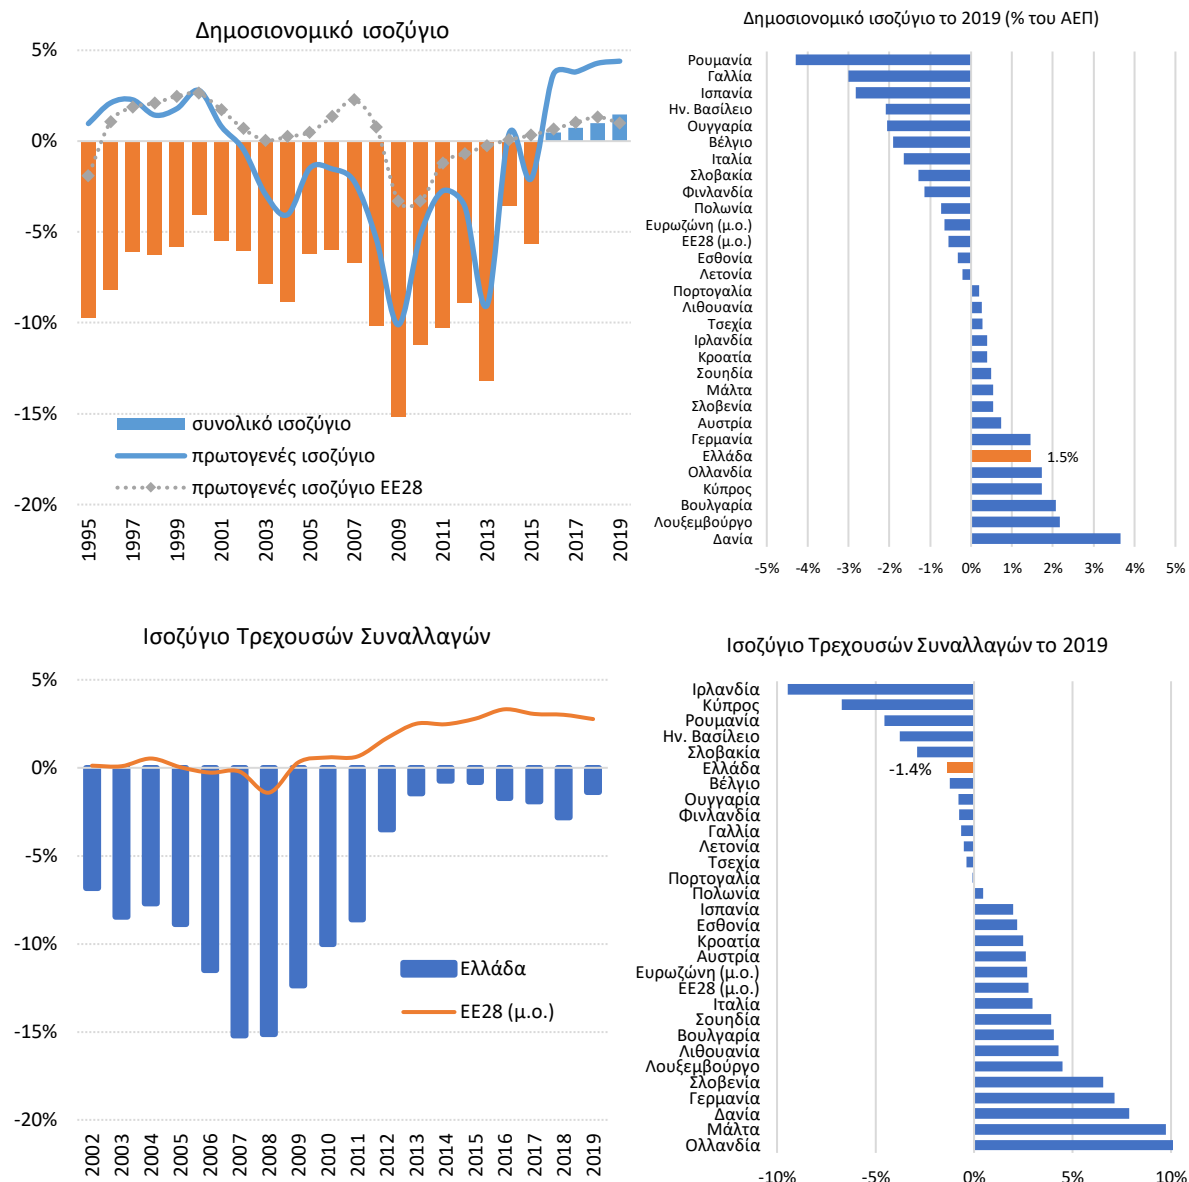 Δημοσιονομικό ισοζύγιο
5%
0%
-5%
-10%
-15%
-20%
συνολικό ισοζύγιο
πρωτογενές ισοζύγιο
πρωτογενές ισοζύγιο ΕΕ28
1995
1997
1999
2001
2003
2005
2007
2009
2011
2013
2015
2017
2019
Δημοσιονομικό ισοζύγιο το 2019 (% του ΑΕΠ)
Ρουμανία
Γαλλία
Ισπανία
Ην. Βασίλειο
Ουγγαρία
Βέλγιο
Ιταλία
Σλοβακία
Φινλανδία
Πολωνία
Ευρωζώνη (μ.ο.)
ΕΕ28 (μ.ο.)
Εσθονία
Λετονία
Πορτογαλία
Λιθουανία
Τσεχία
Ιρλανδία
Κροατία
Σουηδία
Μάλτα
Σλοβενία
Αυστρία
Γερμανία
Ελλάδα 1.5%
Ολλανδία
Κύπρος
Βουλγαρία
Λουξεμβούργο
Δανία
-5% -4% -3% -2% -1% 0% 1% 2% 3% 4% 5%
Ισοζύγιο Τρεχουσών Συναλλαγών
5%
0%
-5%
-10%
-15%
-20%
Ελλάδα
ΕΕ28 (μ.ο.)
2002
2003
2004
2005
2006
2007
2008
2009
2010
2011
2012
2013
2014
2015
2016
2017
2018
2019
Ισοζύγιο Τρεχουσών Συναλλαγών το 2019
Ιρλανδία
Κύπρος
Ρουμανία
Ην. Βασίλειο
Σλοβακία
Ελλάδα -1.4%
Βέλγιο
Ουγγαρία
Φινλανδία
Γαλλία
Λετονία
Τσεχία
Πορτογαλία
Πολωνία
Ισπανία
Εσθονία
Κροατία
Αυστρία
Ευρωζώνη (μ.ο.)
ΕΕ28 (μ.ο.)
Ιταλία
Σουηδία
Βουλγαρία
Λιθουανία
Λουξεμβούργο
Σλοβενία
Γερμανία
Δανία
Μάλτα
Ολλανδία
-10% -5% 0% 5% 10%